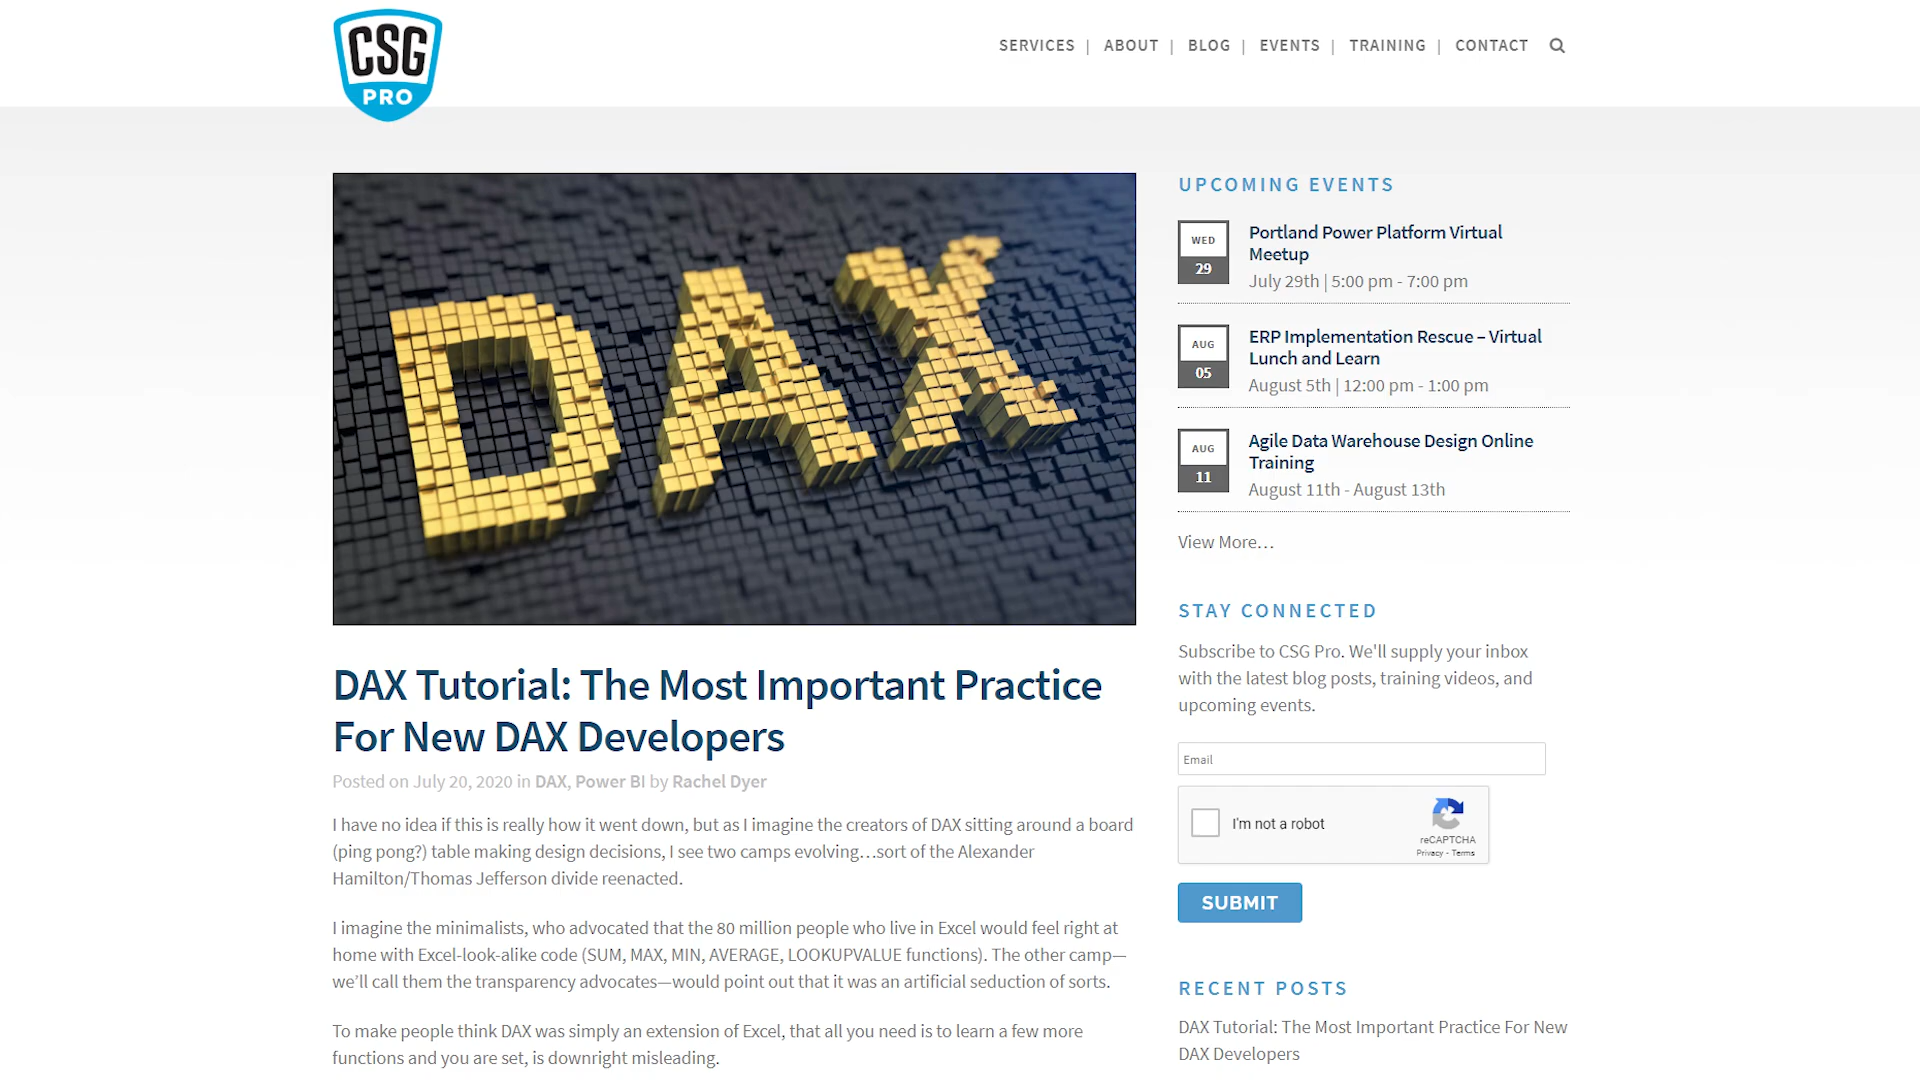 CSG
PRO
SERVICES | ABOUT | BLOG | EVENTS | TRAINING | CONTACT
DAX
DAX Tutorial: The Most Important Practice
For New DAX Developers
Posted on July 20, 2020 in DAX, Power BI by Rachel Dyer
I have no idea if this is really how it went down, but as I imagine the creators of DAX sitting around a board
(ping pong?) table making design decisions, I see two camps evolving…sort of the Alexander
Hamilton/Thomas Jefferson divide reenacted.
I imagine the minimalists, who advocated that the 80 million people who live in Excel would feel right at
home with Excel-look-alike code (SUM, MAX, MIN, AVERAGE, LOOKUPVALUE functions). The other camp—
we’ll call them the transparency advocates—would point out that it was an artificial seduction of sorts.
To make people think DAX was simply an extension of Excel, that all you need is to learn a few more
functions and you are set, is downright misleading.
UPCOMING EVENTS
WED
29
Portland Power Platform Virtual
Meetup
July 29th | 5:00 pm - 7:00 pm
AUG
05
ERP Implementation Rescue – Virtual
Lunch and Learn
August 5th | 12:00 pm - 1:00 pm
AUG
11
Agile Data Warehouse Design Online
Training
August 11th - August 13th
View More…
STAY CONNECTED
Subscribe to CSG Pro. We'll supply your inbox
with the latest blog posts, training videos, and
upcoming events.
Email
I'm not a robot
reCAPTCHA
Privacy - Terms
SUBMIT
RECENT POSTS
DAX Tutorial: The Most Important Practice For New
DAX Developers